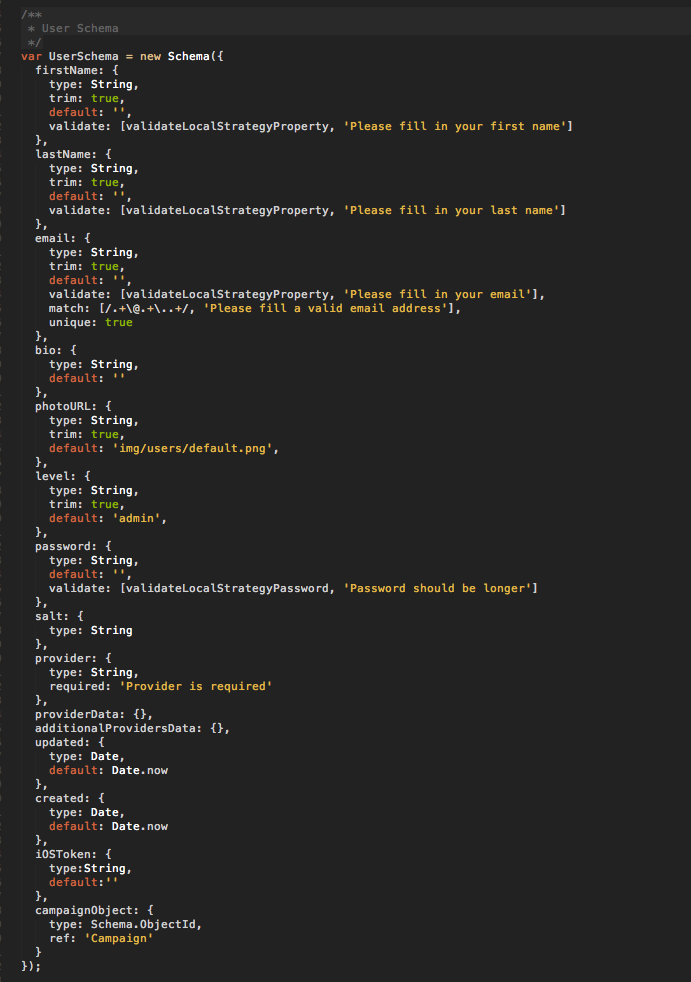 /**
 * User Schema
 */
var UserSchema = new Schema({
  firstName: {
    type: String,
    trim: true,
    default: '',
    validate: [validateLocalStrategyProperty, 'Please fill in your first name']
  },
  lastName: {
    type: String,
    trim: true,
    default: '',
    validate: [validateLocalStrategyProperty, 'Please fill in your last name']
  },
  email: {
    type: String,
    trim: true,
    default: '',
    validate: [validateLocalStrategyProperty, 'Please fill in your email'],
    match: [/.+\@.+\..+/, 'Please fill a valid email address'],
    unique: true
  },
  bio: {
    type: String,
    default: ''
  },
  photoURL: {
    type: String,
    trim: true,
    default: 'img/users/default.png',
  },
  level: {
    type: String,
    trim: true,
    default: 'admin',
  },
  password: {
    type: String,
    default: '',
    validate: [validateLocalStrategyPassword, 'Password should be longer']
  },
  salt: {
    type: String
  },
  provider: {
    type: String,
    required: 'Provider is required'
  },
  providerData: {},
  additionalProvidersData: {},
  updated: {
    type: Date,
    default: Date.now
  },
  created: {
    type: Date,
    default: Date.now
  },
  iOSToken: {
    type:String,
    default:''
  },
  campaignObject: {
    type: Schema.ObjectId,
    ref: 'Campaign'
  }
});